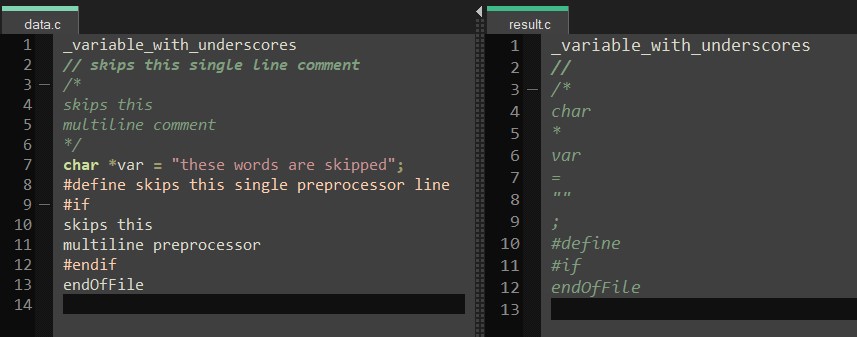 data.c
1 _variable_with_underscores
2 // skips this single line comment
3 /*
4 skips this
5 multiline comment
6 */
7 char *var = "these words are skipped";
8 #define skips this single preprocessor line
9 #if
10 skips this
11 multiline preprocessor
12 #endif
13 endOfFile
14
result.c
1 _variable_with_underscores
2 //
3 /*
4 char
5 *
6 var
7 =
8 ""
9 ;
10 #define
11 #if
12 endOfFile
13